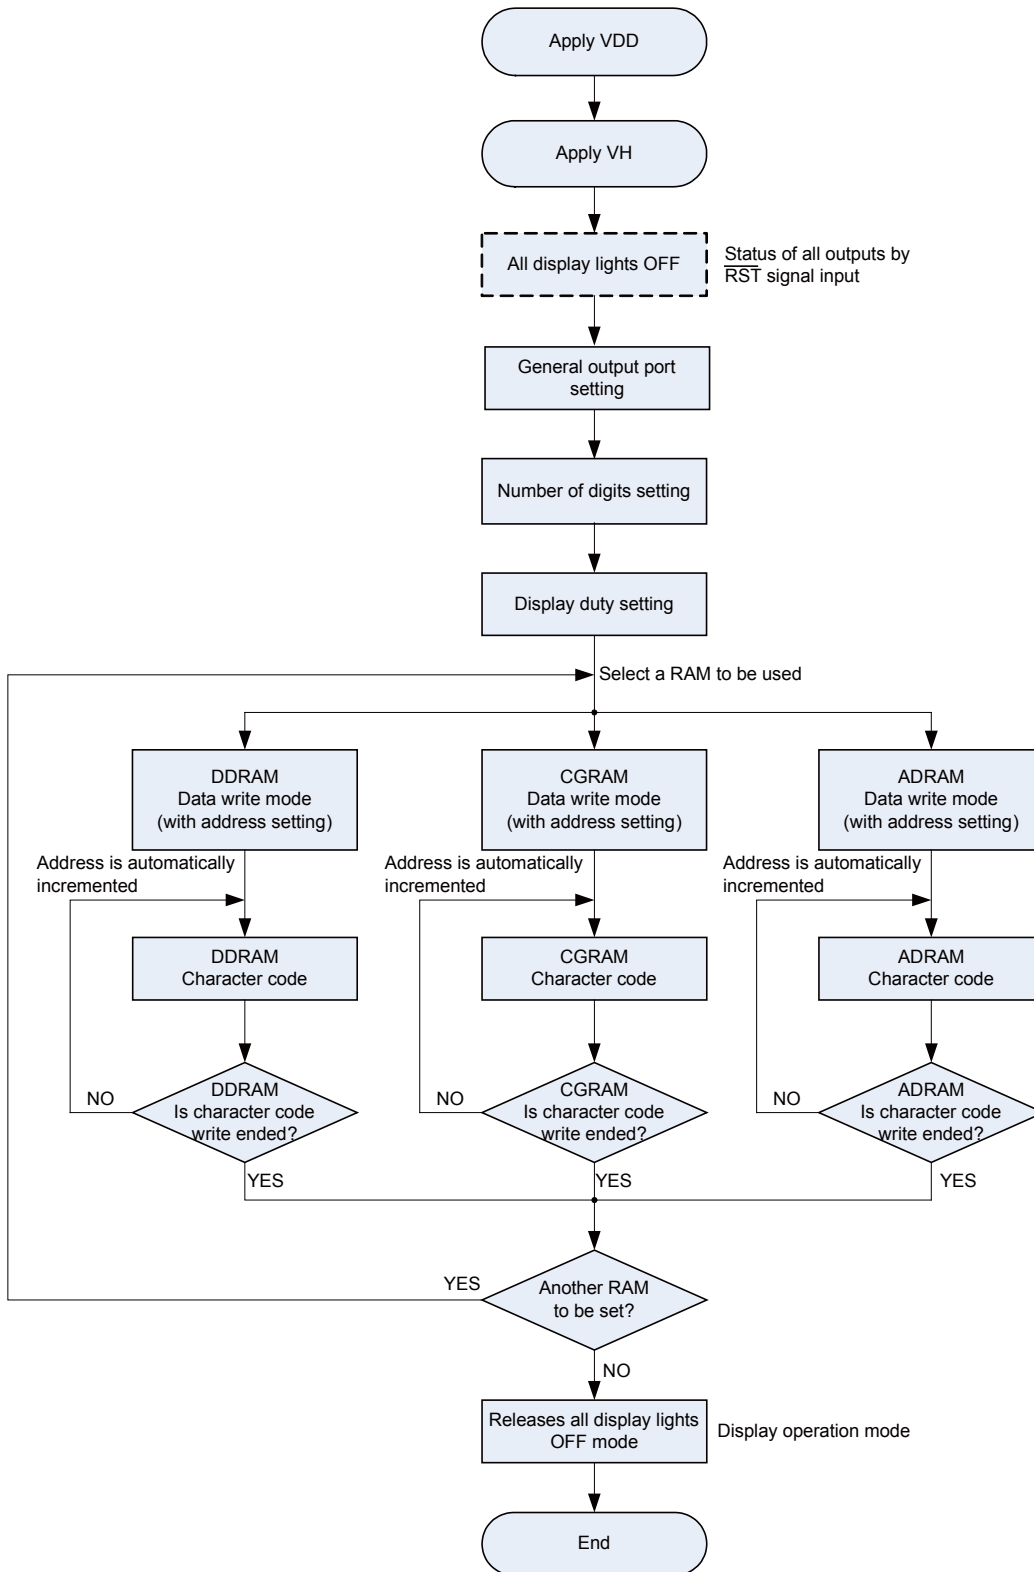 Apply VDD
Apply VH
All display lights OFF
Status of all outputs by
RST signal input
General output port
setting
Number of digits setting
Display duty setting
Select a RAM to be used
DDRAM
Data write mode
(with address setting)
CGRAM
Data write mode
(with address setting)
ADRAM
Data write mode
(with address setting)
Address is automatically
incremented
Address is automatically
incremented
Address is automatically
incremented
DDRAM
Character code
CGRAM
Character code
ADRAM
Character code
NO
DDRAM
Is character code
write ended?
NO
CGRAM
Is character code
write ended?
NO
ADRAM
Is character code
write ended?
YES
YES
YES
YES
Another RAM
to be set?
NO
Releases all display lights
OFF mode
Display operation mode
End